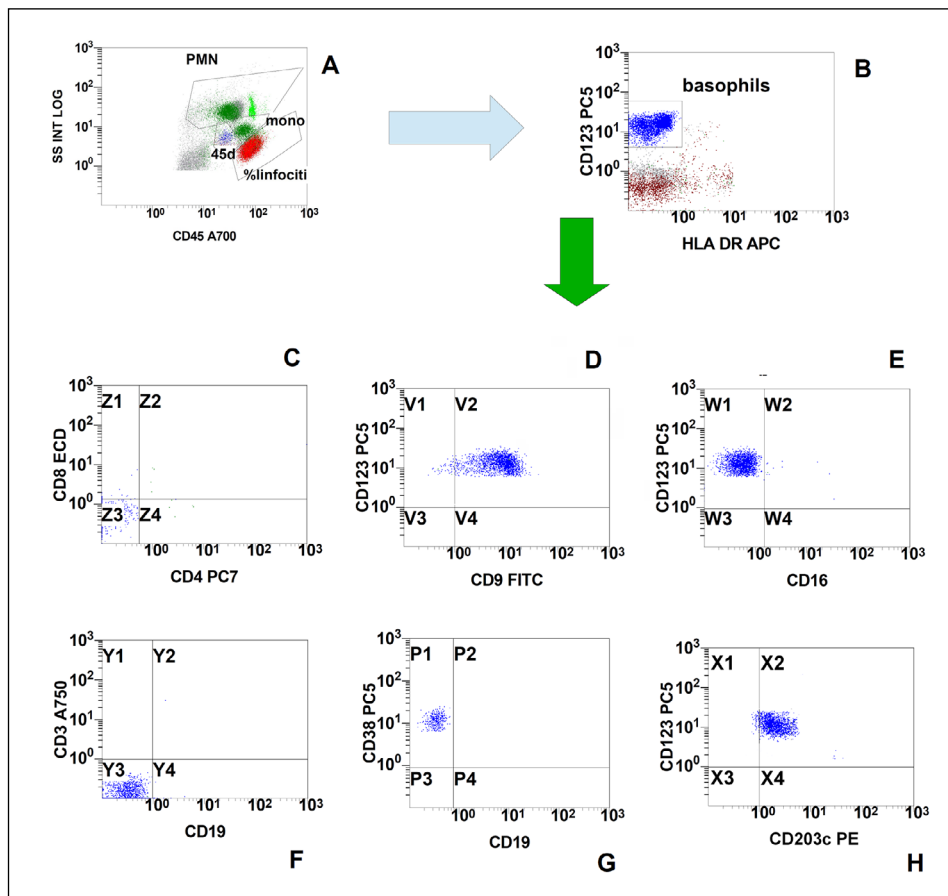 A
PMN
mono
45d
%linfociti
SS INT LOG
10³
10²
10¹
10⁰
10⁰ 10¹ 10² 10³
CD45 A700
B
basophils
CD123 PC5
10³
10²
10¹
10⁰
10⁰ 10¹ 10² 10³
HLA DR APC
C
Z1 Z2
Z3 Z4
CD8 ECD
10³
10²
10¹
10⁰
10⁰ 10¹ 10² 10³
CD4 PC7
D
V1 V2
V3 V4
CD123 PC5
10³
10²
10¹
10⁰
10⁰ 10¹ 10² 10³
CD9 FITC
E
--
W1 W2
W3 W4
CD123 PC5
10³
10²
10¹
10⁰
10⁰ 10¹ 10² 10³
CD16
Y1 Y2
Y3 Y4
CD3 A750
10³
10²
10¹
10⁰
10⁰ 10¹ 10² 10³
CD19
F
P1 P2
P3 P4
CD38 PC5
10³
10²
10¹
10⁰
10⁰ 10¹ 10² 10³
CD19
G
X1 X2
X3 X4
CD123 PC5
10³
10²
10¹
10⁰
10⁰ 10¹ 10² 10³
CD203c PE
H